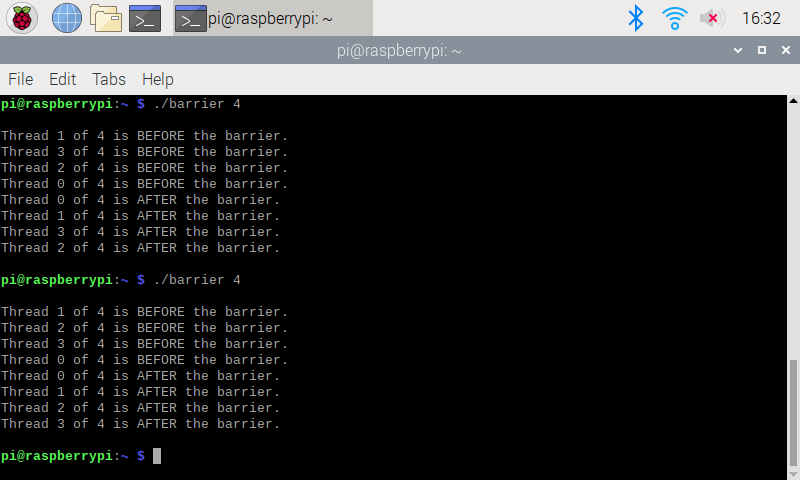 pi@raspberrypi: ~
16:32
pi@raspberrypi: ~
File Edit Tabs Help
pi@raspberrypi:~ $ ./barrier 4
Thread 1 of 4 is BEFORE the barrier.
Thread 3 of 4 is BEFORE the barrier.
Thread 2 of 4 is BEFORE the barrier.
Thread 0 of 4 is BEFORE the barrier.
Thread 0 of 4 is AFTER the barrier.
Thread 1 of 4 is AFTER the barrier.
Thread 3 of 4 is AFTER the barrier.
Thread 2 of 4 is AFTER the barrier.
pi@raspberrypi:~ $ ./barrier 4
Thread 1 of 4 is BEFORE the barrier.
Thread 2 of 4 is BEFORE the barrier.
Thread 3 of 4 is BEFORE the barrier.
Thread 0 of 4 is BEFORE the barrier.
Thread 0 of 4 is AFTER the barrier.
Thread 1 of 4 is AFTER the barrier.
Thread 2 of 4 is AFTER the barrier.
Thread 3 of 4 is AFTER the barrier.
pi@raspberrypi:~ $